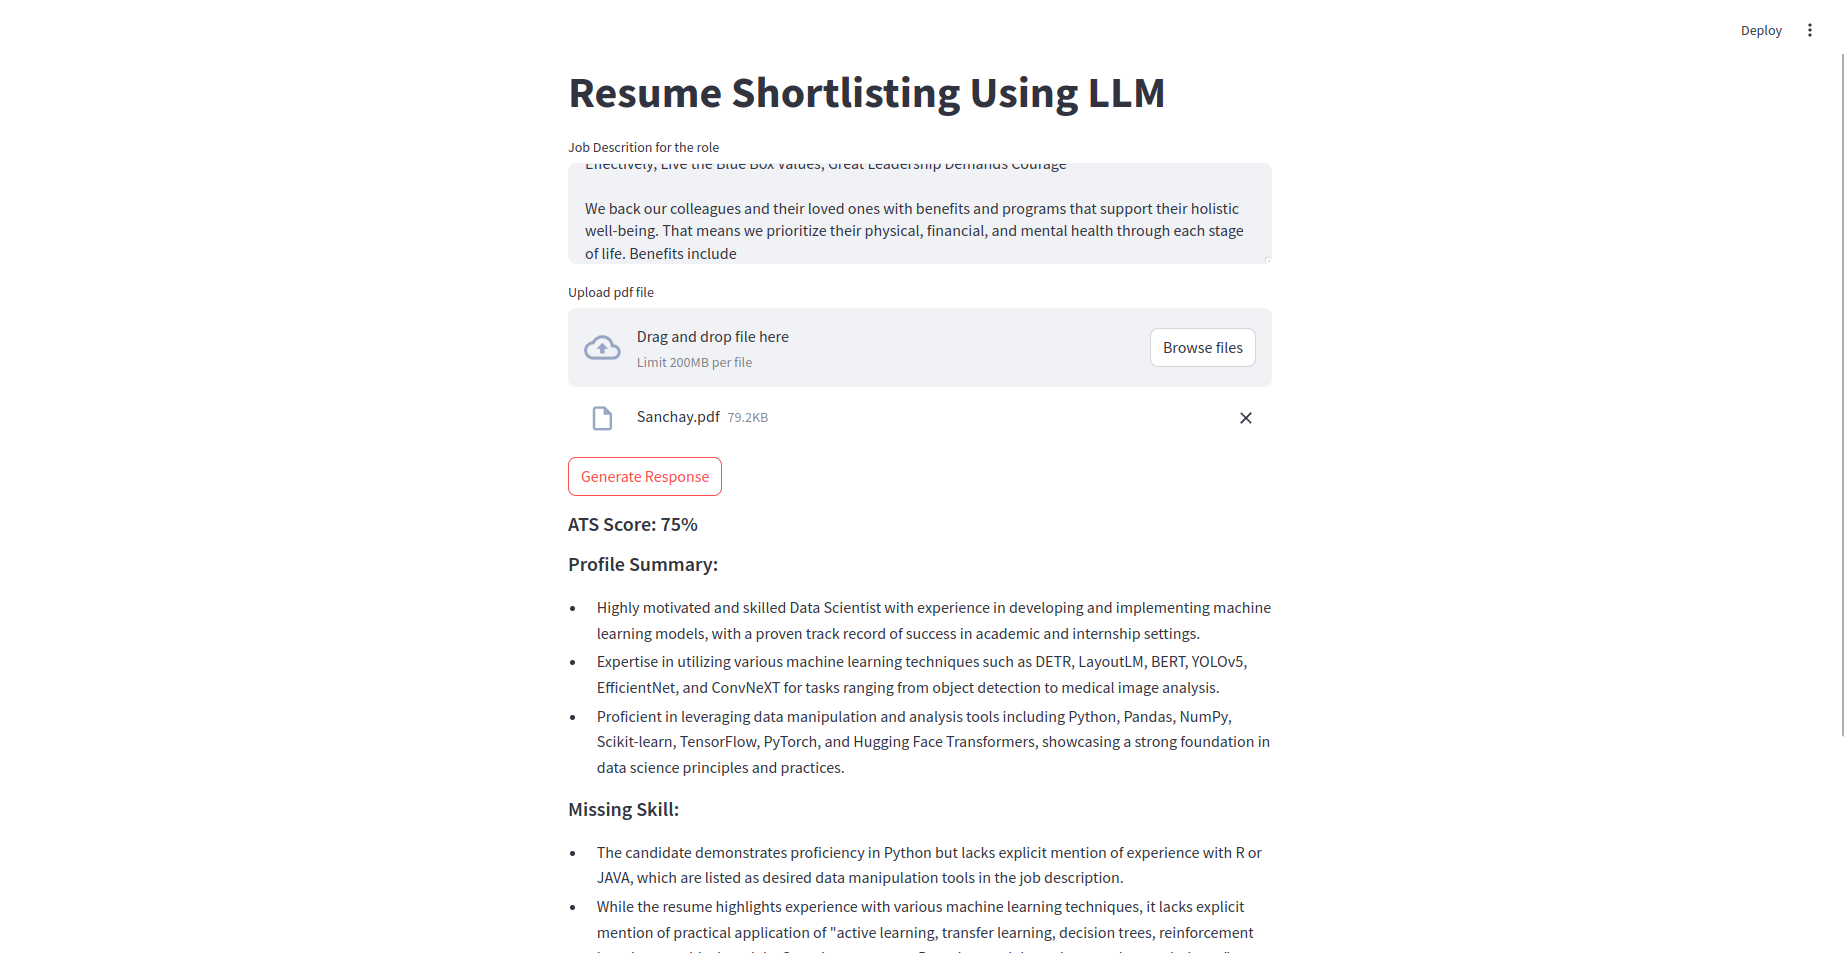 Deploy
Resume Shortlisting Using LLM
Job Descrition for the role
Effectively, Live the Blue Box Values, Great Leadership Demands Courage
We back our colleagues and their loved ones with benefits and programs that support their holistic
well-being. That means we prioritize their physical, financial, and mental health through each stage
of life. Benefits include
Upload pdf file
Drag and drop file here
Limit 200MB per file
Browse files
Sanchay.pdf 79.2KB
Generate Response
ATS Score: 75%
Profile Summary:
• Highly motivated and skilled Data Scientist with experience in developing and implementing machine
learning models, with a proven track record of success in academic and internship settings.
• Expertise in utilizing various machine learning techniques such as DETR, LayoutLM, BERT, YOLOv5,
EfficientNet, and ConvNeXT for tasks ranging from object detection to medical image analysis.
• Proficient in leveraging data manipulation and analysis tools including Python, Pandas, NumPy,
Scikit-learn, TensorFlow, PyTorch, and Hugging Face Transformers, showcasing a strong foundation in
data science principles and practices.
Missing Skill:
• The candidate demonstrates proficiency in Python but lacks explicit mention of experience with R or
JAVA, which are listed as desired data manipulation tools in the job description.
• While the resume highlights experience with various machine learning techniques, it lacks explicit
mention of practical application of "active learning, transfer learning, decision trees, reinforcement